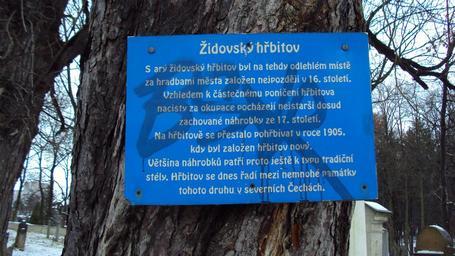 Židovský hřbitov
S arý židovský hřbitov byl na tehdy odlehlém místě
za hradbami města založen nejpozději v 16. století.
Vzhledem k částečnému poničení hřbitova
nacisty za okupace pocházejí nejstarší dosud
zachované náhrobky ze 17. století.
Na hřbitově se přestalo pohřbívat v roce 1905,
kdy byl založen hřbitov nový.
Většina náhrobků patří proto ještě k typu tradiční
stély. Hřbitov se dnes řadí mezi nemnohé památky
tohoto druhu v severních Čechách.